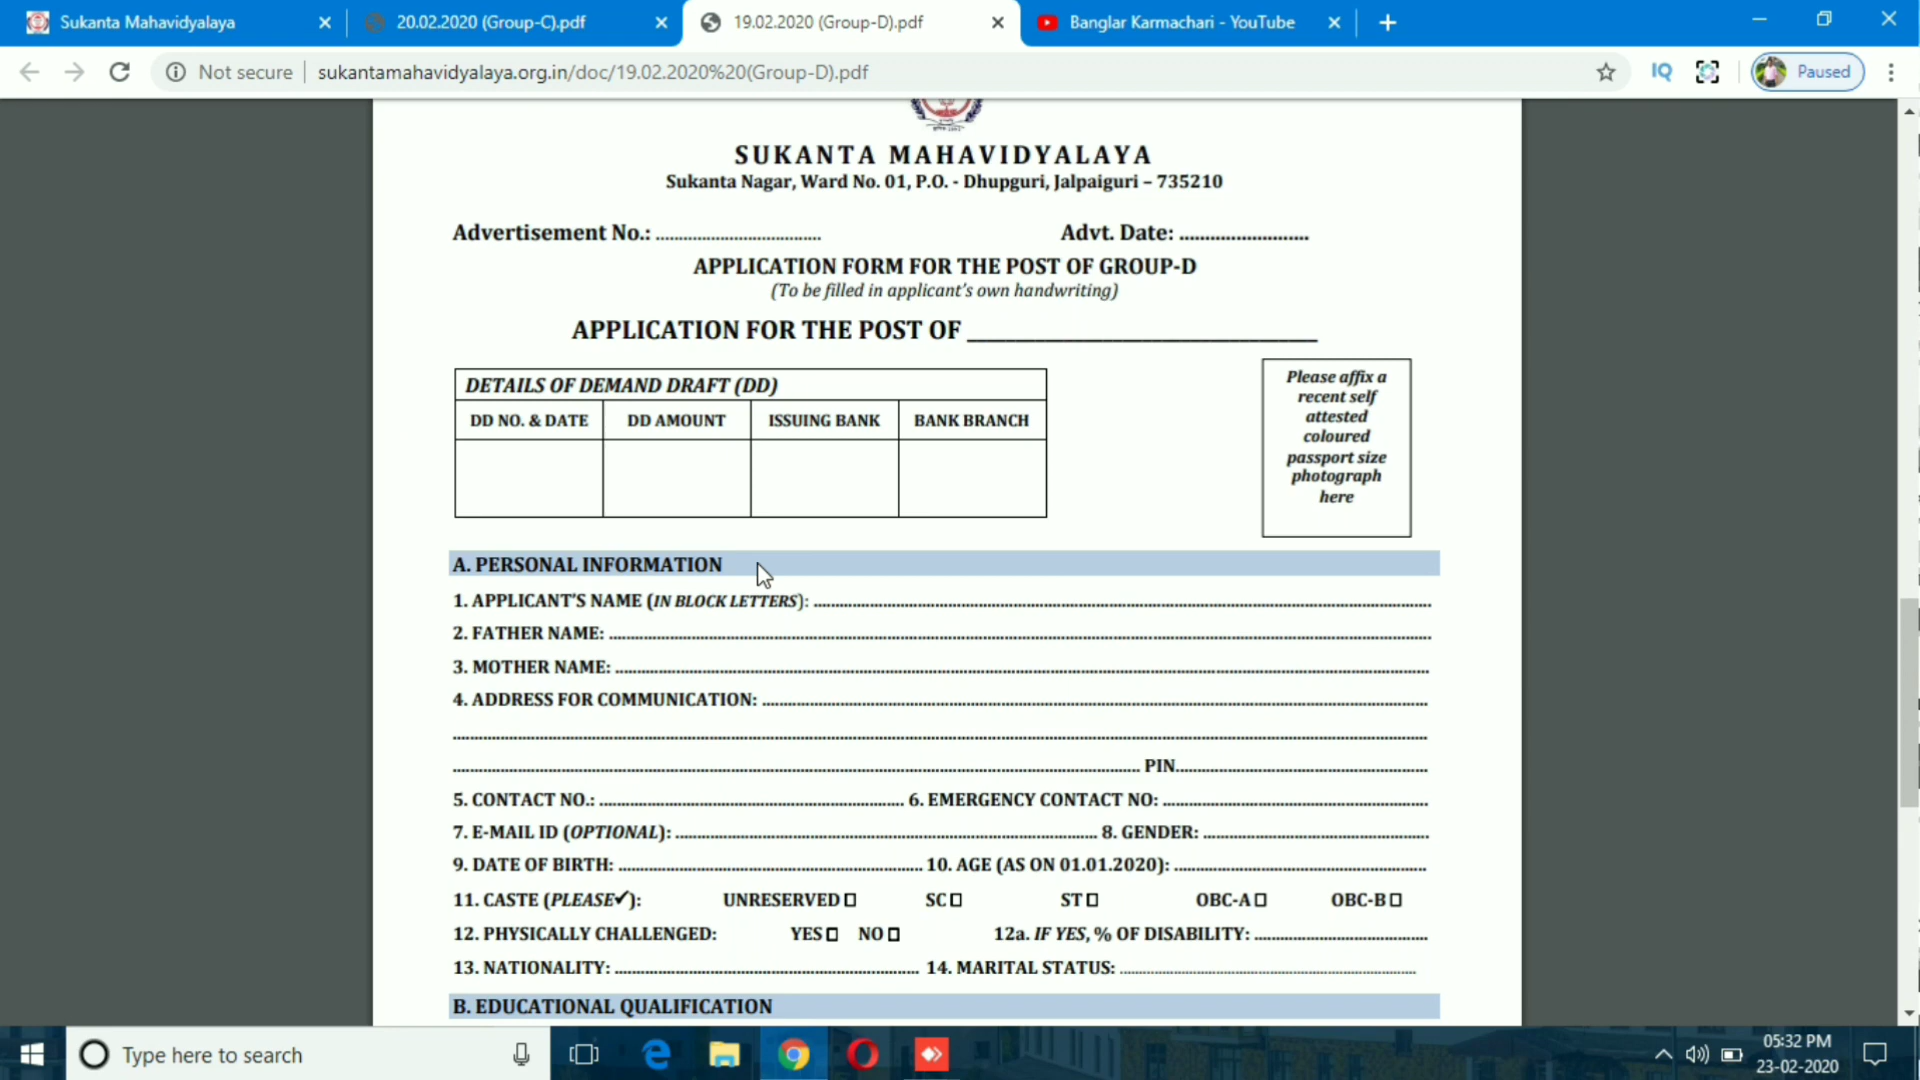 Sukanta Mahavidyalaya
20.02.2020 (Group-C).pdf
19.02.2020 (Group-D).pdf
Banglar Karmachari - YouTube
Not secure
sukantamahavidyalaya.org.in/doc/19.02.2020%20(Group-D).pdf
IQ
Paused
SUKANTA MAHAVIDYALAYA
Sukanta Nagar, Ward No. 01, P.O. - Dhupguri, Jalpaiguri – 735210
Advertisement No.: .................................... Advt. Date: ............................
APPLICATION FORM FOR THE POST OF GROUP-D
(To be filled in applicant's own handwriting)
APPLICATION FOR THE POST OF ______________________________
DETAILS OF DEMAND DRAFT (DD)
DD NO. & DATE DD AMOUNT ISSUING BANK BANK BRANCH
Please affix a
recent self
attested
coloured
passport size
photograph
here
A. PERSONAL INFORMATION
1. APPLICANT'S NAME (IN BLOCK LETTERS): ........................................
2. FATHER NAME: ........................................
3. MOTHER NAME: ........................................
4. ADDRESS FOR COMMUNICATION: ........................................
........................................
........................................ PIN........................................
5. CONTACT NO.: ........................................ 6. EMERGENCY CONTACT NO: ........................................
7. E-MAIL ID (OPTIONAL): ........................................ 8. GENDER: ........................................
9. DATE OF BIRTH: ........................................ 10. AGE (AS ON 01.01.2020): ........................................
11. CASTE (PLEASE✓): UNRESERVED☐ SC☐ ST☐ OBC-A☐ OBC-B☐
12. PHYSICALLY CHALLENGED: YES☐ NO☐ 12a. IF YES, % OF DISABILITY: ........................................
13. NATIONALITY: ........................................ 14. MARITAL STATUS: ........................................
B. EDUCATIONAL QUALIFICATION
Type here to search
05:32 PM
23-02-2020